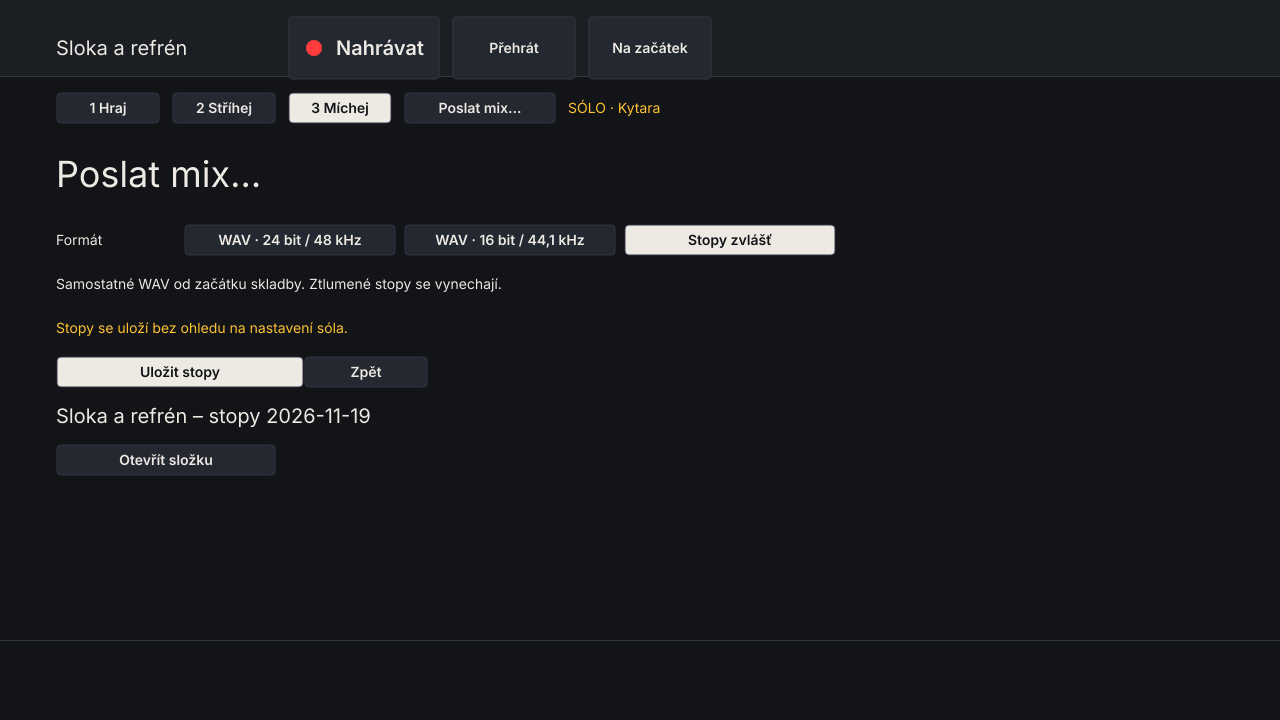 Sloka a refrén
Nahrávat
Přehrát
Na začátek
1 Hraj
2 Stříhej
3 Míchej
Poslat mix…
SÓLO · Kytara
Poslat mix…
Formát
WAV · 24 bit / 48 kHz
WAV · 16 bit / 44,1 kHz
Stopy zvlášť
Samostatné WAV od začátku skladby. Ztlumené stopy se vynechají.
Stopy se uloží bez ohledu na nastavení sóla.
Uložit stopy
Zpět
Sloka a refrén – stopy 2026-11-19
Otevřít složku